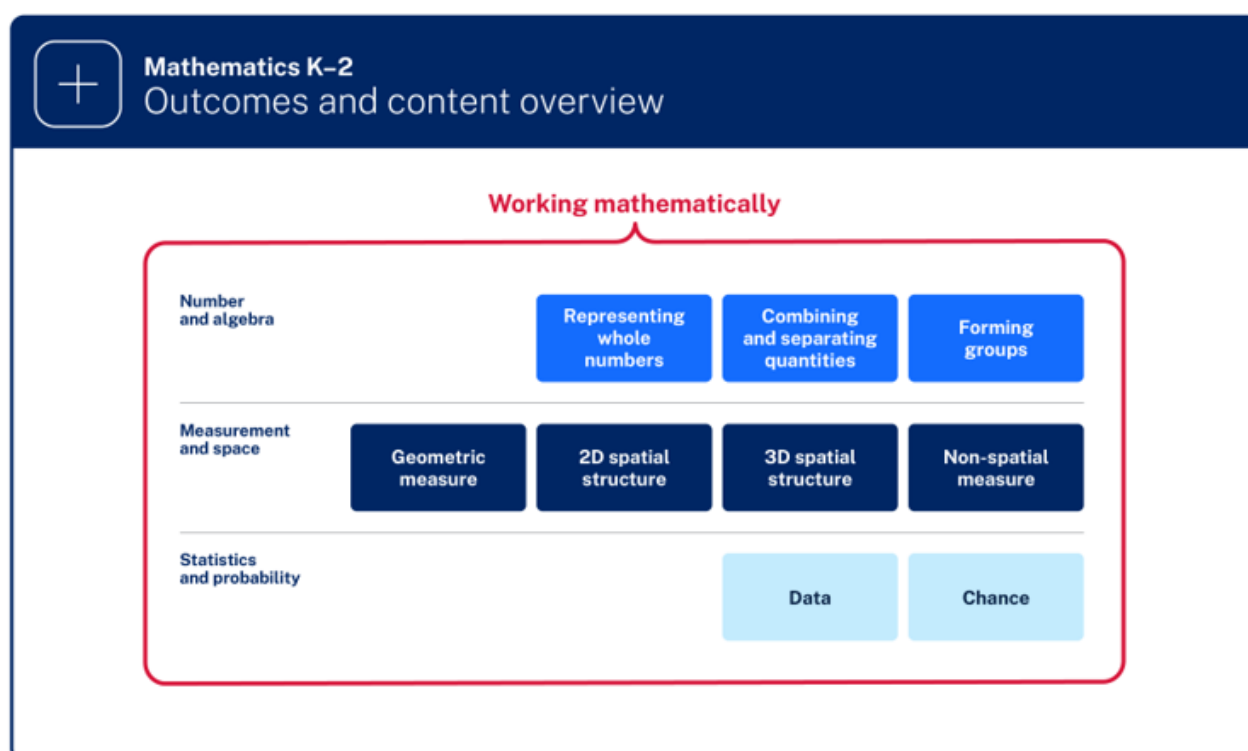 Mathematics K–2
Outcomes and content overview
Working mathematically
Number
and algebra
Representing
whole
numbers
Combining
and separating
quantities
Forming
groups
Measurement
and space
Geometric
measure
2D spatial
structure
3D spatial
structure
Non-spatial
measure
Statistics
and probability
Data
Chance